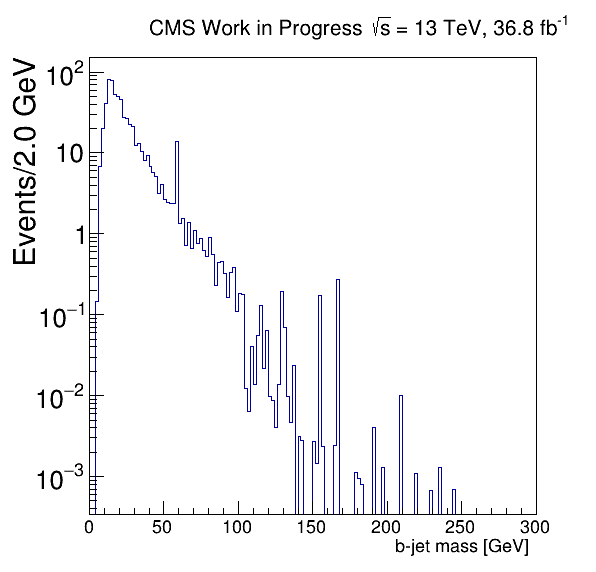 CMS Work in Progress √s = 13 TeV, 36.8 fb⁻¹
Events/2.0 GeV
10²
10
1
10⁻¹
10⁻²
10⁻³
0 50 100 150 200 250 300
b-jet mass [GeV]